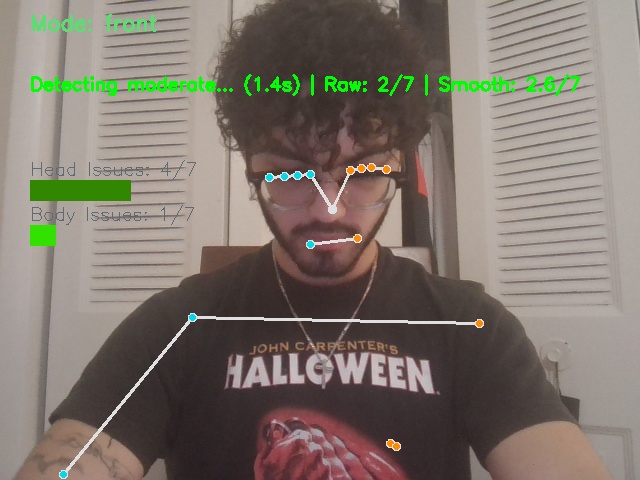 Mode: front
Detecting moderate... (1.4s) | Raw: 2/7 | Smooth: 2.6/7
Head Issues: 4/7
Body Issues: 1/7
JOHN CARPENTER'S
HALLOWEEN